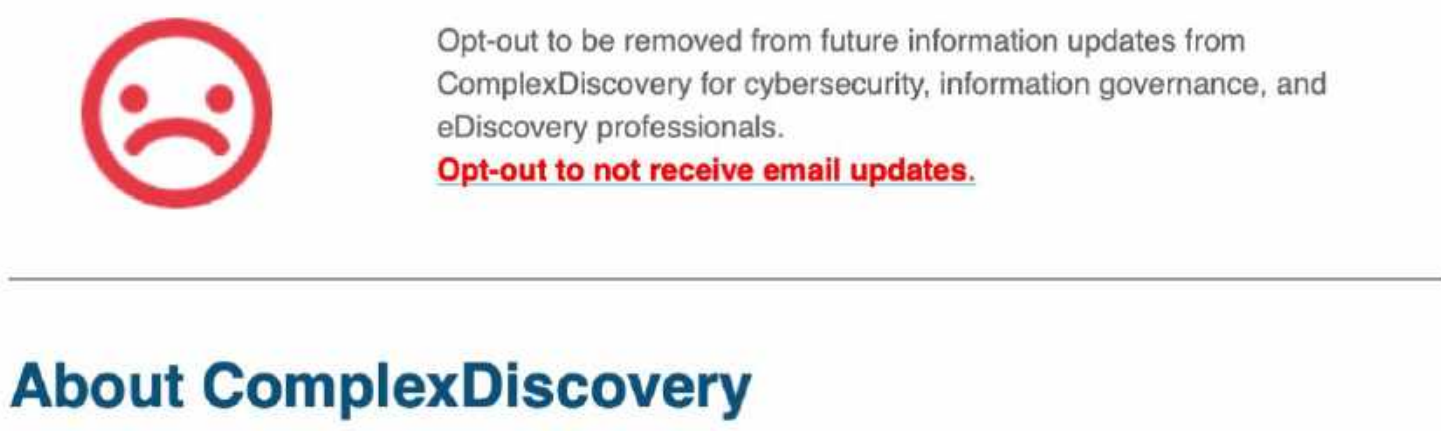 Opt-out to be removed from future information updates from
ComplexDiscovery for cybersecurity, information governance, and
eDiscovery professionals.
Opt-out to not receive email updates.
About ComplexDiscovery